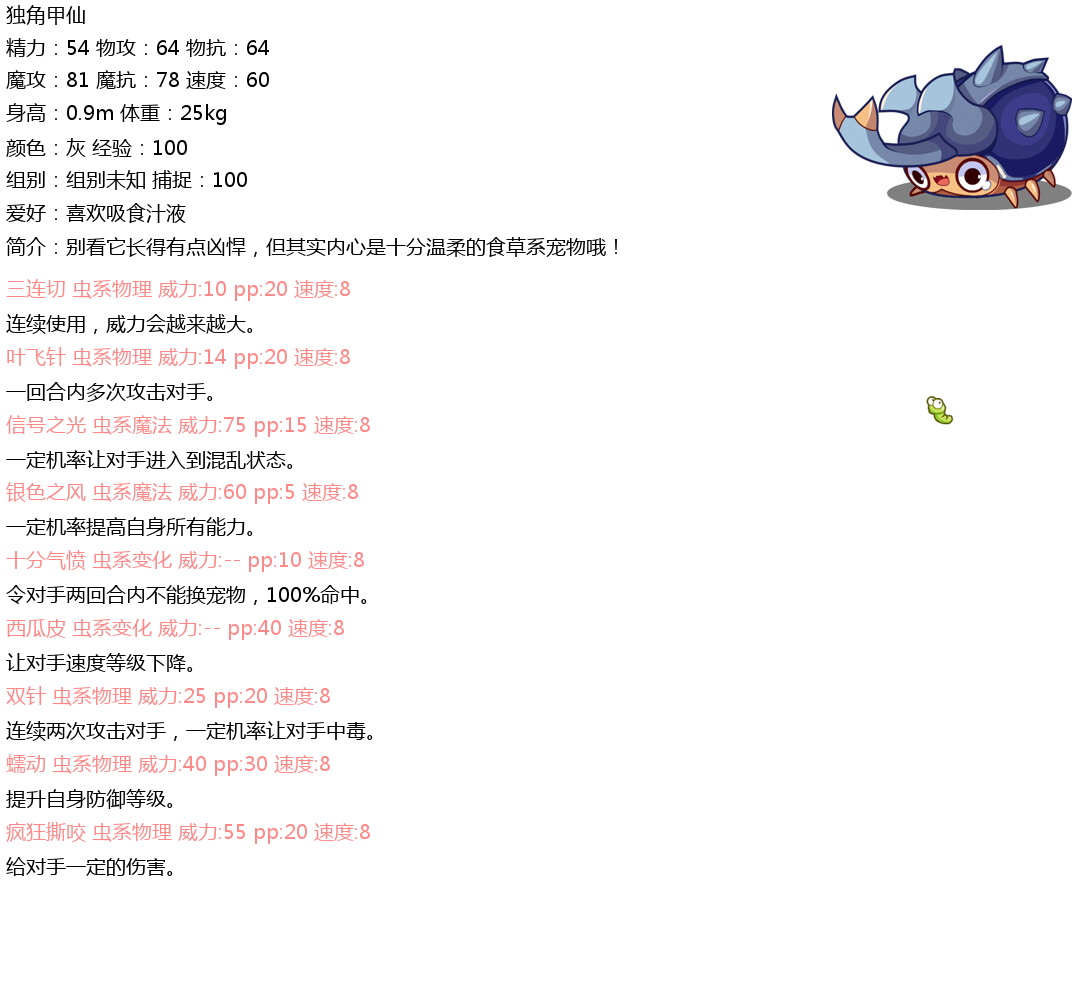 独角甲仙
精力：54 物攻：64 物抗：64
魔攻：81 魔抗：78 速度：60
身高：0.9m 体重：25kg
颜色：灰 经验：100
组别：组别未知 捕捉：100
爱好：喜欢吸食汁液
简介：别看它长得有点凶悍，但其实内心是十分温柔的食草系宠物哦！
三连切 虫系物理 威力:10 pp:20 速度:8
连续使用，威力会越来越大。
叶飞针 虫系物理 威力:14 pp:20 速度:8
一回合内多次攻击对手。
信号之光 虫系魔法 威力:75 pp:15 速度:8
一定机率让对手进入到混乱状态。
银色之风 虫系魔法 威力:60 pp:5 速度:8
一定机率提高自身所有能力。
十分气愤 虫系变化 威力:-- pp:10 速度:8
令对手两回合内不能换宠物，100%命中。
西瓜皮 虫系变化 威力:-- pp:40 速度:8
让对手速度等级下降。
双针 虫系物理 威力:25 pp:20 速度:8
连续两次攻击对手，一定机率让对手中毒。
蠕动 虫系物理 威力:40 pp:30 速度:8
提升自身防御等级。
疯狂撕咬 虫系物理 威力:55 pp:20 速度:8
给对手一定的伤害。